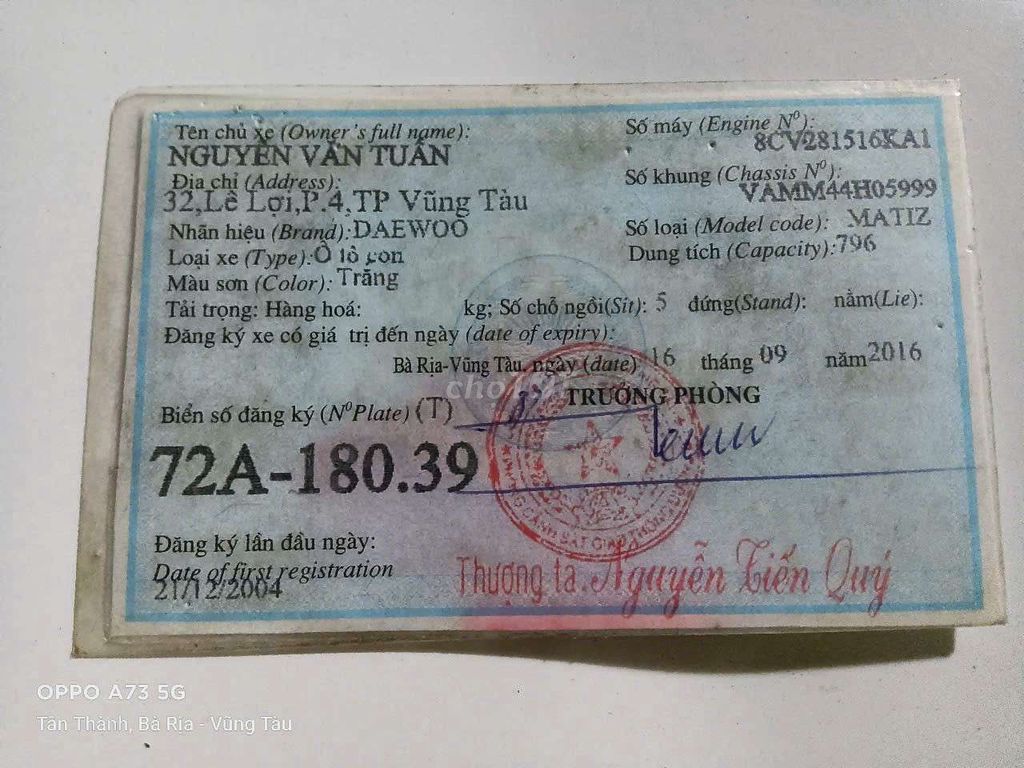 Tên chủ xe (Owner's full name):
NGUYỄN VĂN TUẤN
Địa chỉ (Address):
32,Lê Lợi,P.4,TP Vũng Tàu
Nhãn hiệu (Brand): DAEWOO
Loại xe (Type): Ô tô con
Màu sơn (Color): Trắng
Số máy (Engine Nº):
8CV281516KA1
Số khung (Chassis Nº):
VAMM44H05999
Số loại (Model code): MATIZ
Dung tích (Capacity): 796
Tải trọng: Hàng hoá: kg; Số chỗ ngồi(Sit): 5 đứng(Stand): nằm(Lie):
Đăng ký xe có giá trị đến ngày (date of expiry):
Bà Rịa-Vũng Tàu, ngày (date) 16 tháng 09 năm 2016
TRƯỞNG PHÒNG
Biển số đăng ký (NºPlate) (T)
72A-180.39
Đăng ký lần đầu ngày:
Date of first registration
21/12/2004
Thượng tá. Nguyễn Tiến Quý
OPPO A73 5G
Tân Thành, Bà Rịa - Vũng Tàu